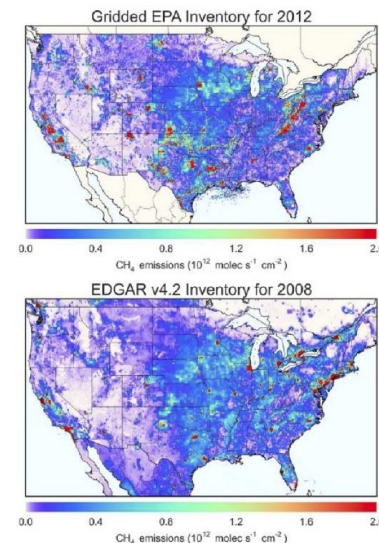 Gridded EPA Inventory for 2012
0.0 0.4 0.8 1.2 1.6 2.
CH₄ emissions (10¹² molec s⁻¹ cm⁻²)
EDGAR v4.2 Inventory for 2008
0.0 0.4 0.8 1.2 1.6 2.
CH₄ emissions (10¹² molec s⁻¹ cm⁻²)